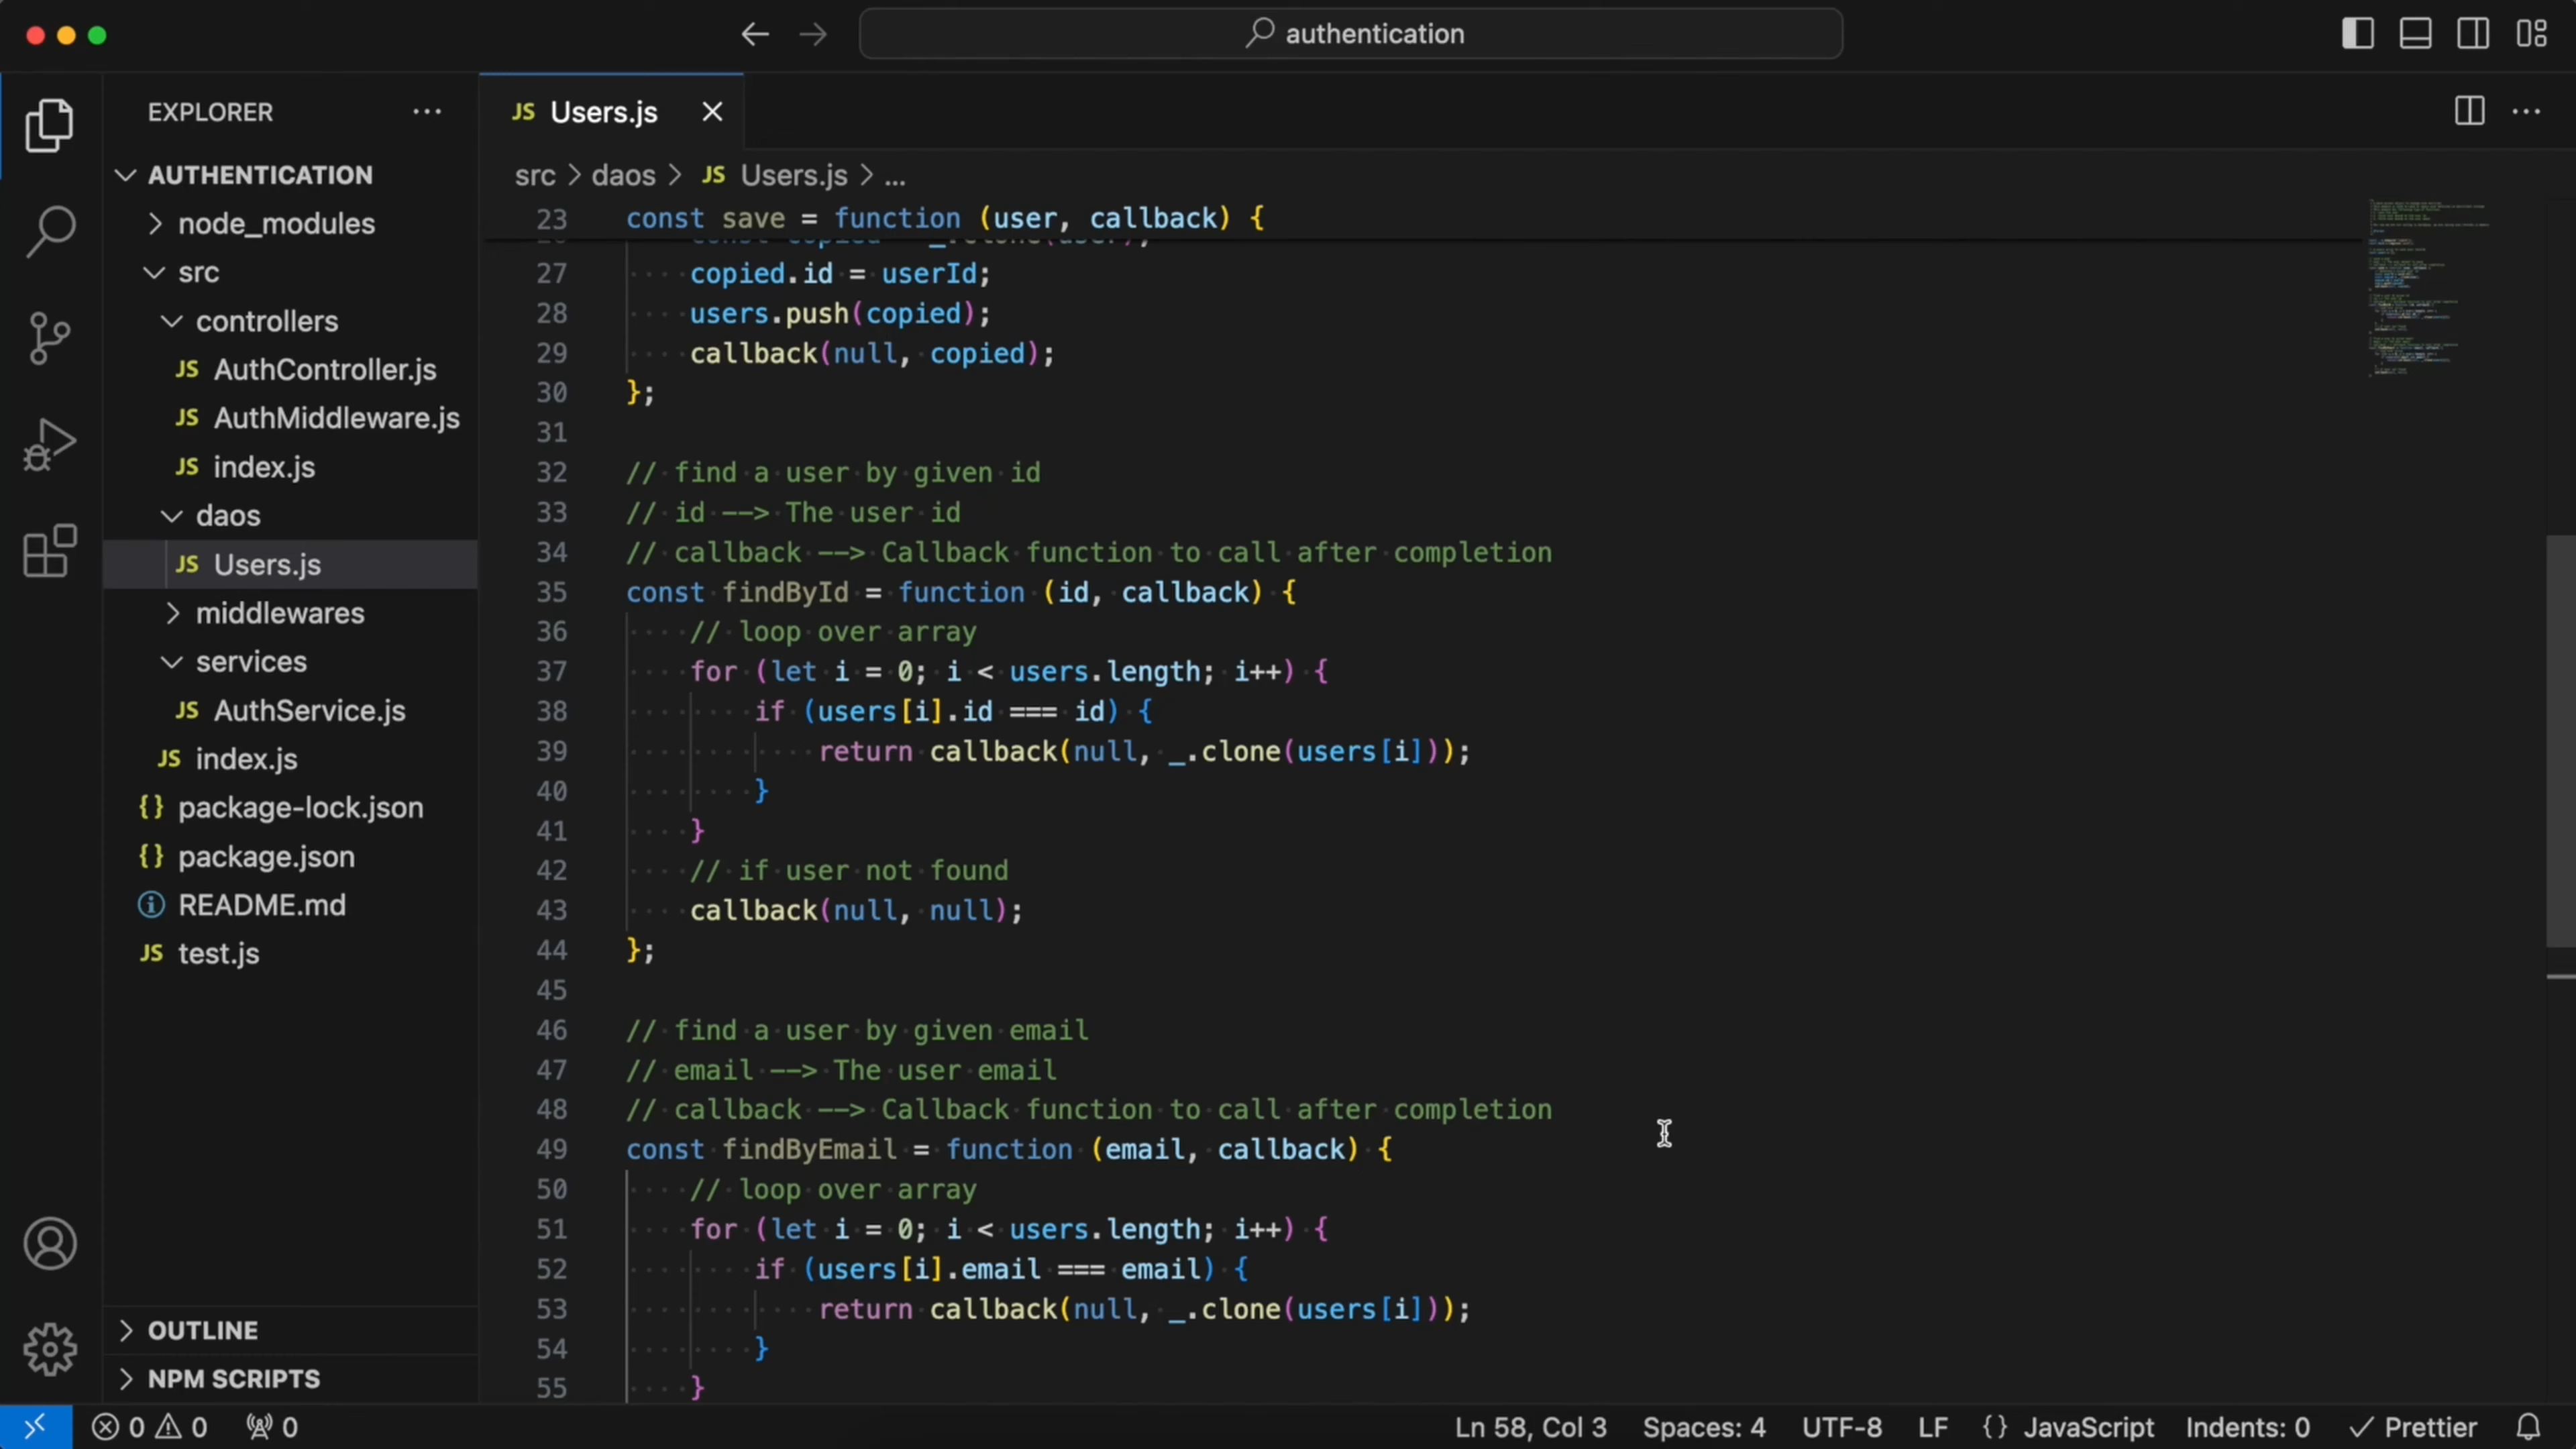 authentication
EXPLORER
AUTHENTICATION
node_modules
src
controllers
JS AuthController.js
JS AuthMiddleware.js
JS index.js
daos
JS Users.js
middlewares
services
JS AuthService.js
JS index.js
{} package-lock.json
{} package.json
README.md
JS test.js
OUTLINE
NPM SCRIPTS
JS Users.js
src > daos > JS Users.js > ...
23 const save = function (user, callback) {
27 copied.id = userId;
28 users.push(copied);
29 callback(null, copied);
30 };
31
32 // find a user by given id
33 // id --> The user id
34 // callback --> Callback function to call after completion
35 const findById = function (id, callback) {
36 // loop over array
37 for (let i = 0; i < users.length; i++) {
38 if (users[i].id === id) {
39 return callback(null, _.clone(users[i]));
40 }
41 }
42 // if user not found
43 callback(null, null);
44 };
45
46 // find a user by given email
47 // email --> The user email
48 // callback --> Callback function to call after completion
49 const findByEmail = function (email, callback) {
50 // loop over array
51 for (let i = 0; i < users.length; i++) {
52 if (users[i].email === email) {
53 return callback(null, _.clone(users[i]));
54 }
55 }
0 0 0 Ln 58, Col 3 Spaces: 4 UTF-8 LF {} JavaScript Indents: 0 ✓ Prettier